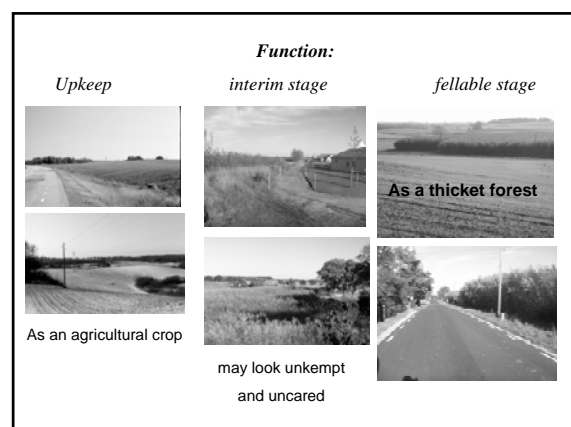 Function:
Upkeep
interim stage
fellable stage
As a thicket forest
As an agricultural crop
may look unkempt
and uncared